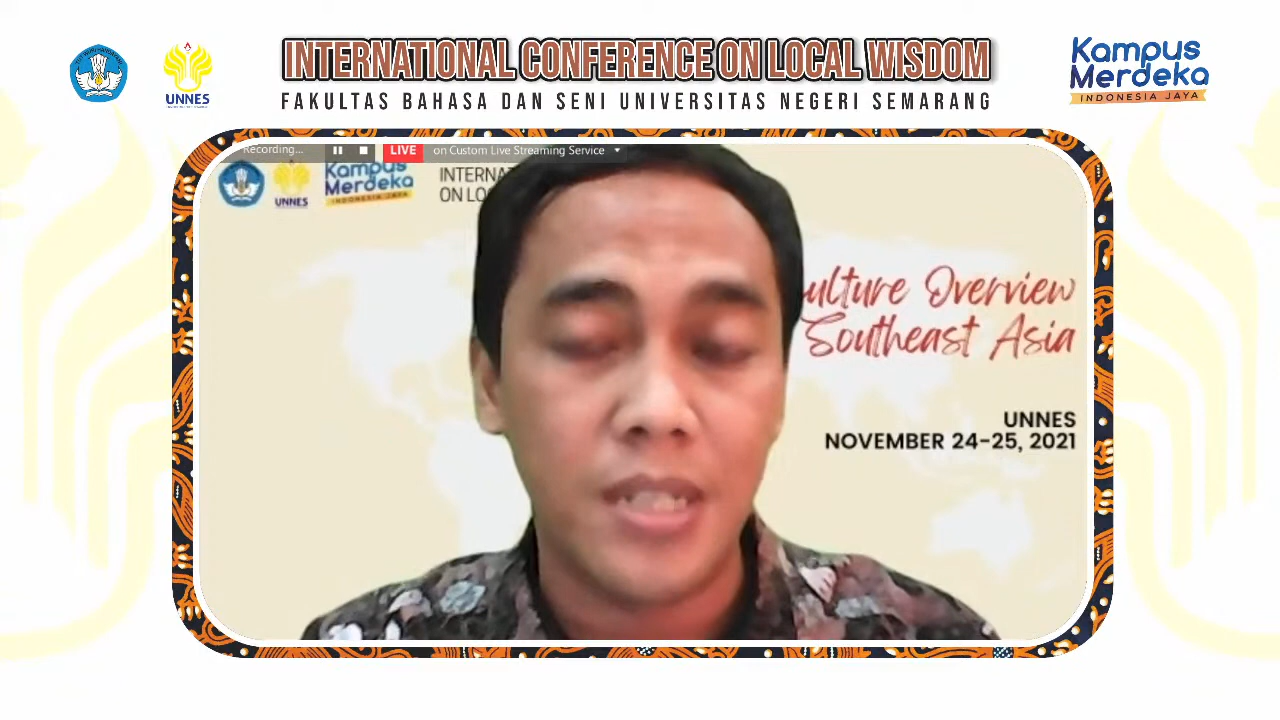 INTERNATIONAL CONFERENCE ON LOCAL WISDOM
FAKULTAS BAHASA DAN SENI UNIVERSITAS NEGERI SEMARANG
UNNES
Kampus
Merdeka
INDONESIA JAYA
Recording...
LIVE on Custom Live Streaming Service
UNNES
Kampus
Merdeka
INDONESIA JAYA
INTERNA
ON LO
ulture Overview
Southeast Asia
UNNES
NOVEMBER 24-25, 2021